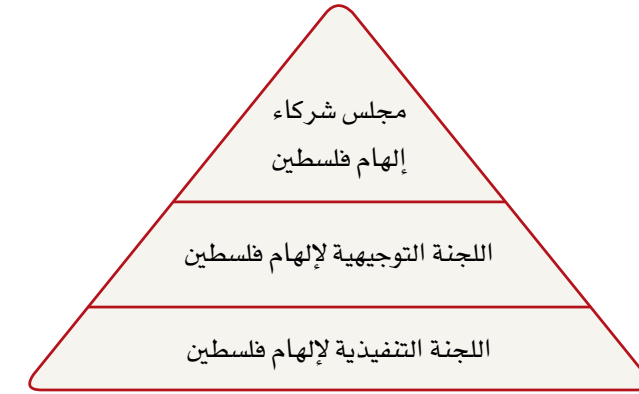 مجلس شركاء
إلهام فلسطين
اللجنة التوجيهية لإلهام فلسطين
اللجنة التنفيذية لإلهام فلسطين